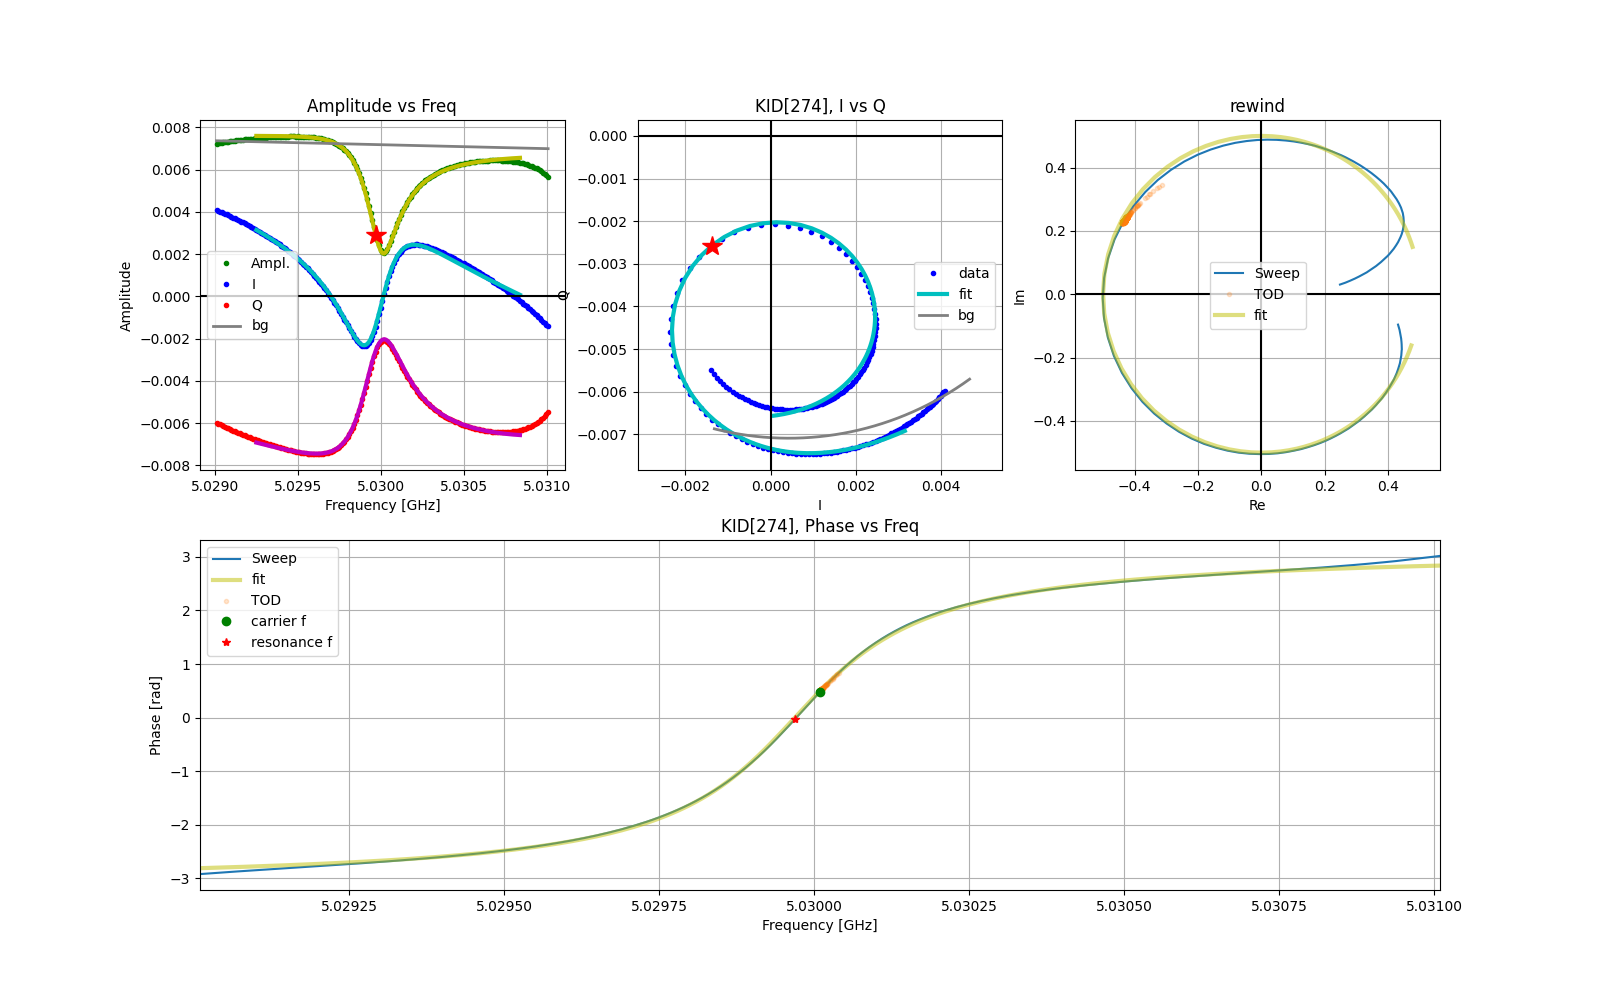 Amplitude vs Freq
0.008
0.006
0.004
0.002
0.000
−0.002
−0.004
−0.006
−0.008
Amplitude
Ampl.
I
Q
bg
5.0290
5.0295
5.0300
5.0305
5.0310
Frequency [GHz]
KID[274], I vs Q
0.000
−0.001
−0.002
−0.003
−0.004
−0.005
−0.006
−0.007
Q
data
fit
bg
−0.002
0.000
0.002
0.004
I
rewind
0.4
0.2
0.0
−0.2
−0.4
Im
Sweep
TOD
fit
−0.4
−0.2
0.0
0.2
0.4
Re
KID[274], Phase vs Freq
3
2
1
0
−1
−2
−3
Phase [rad]
Sweep
fit
TOD
carrier f
resonance f
5.02925
5.02950
5.02975
5.03000
5.03025
5.03050
5.03075
5.03100
Frequency [GHz]